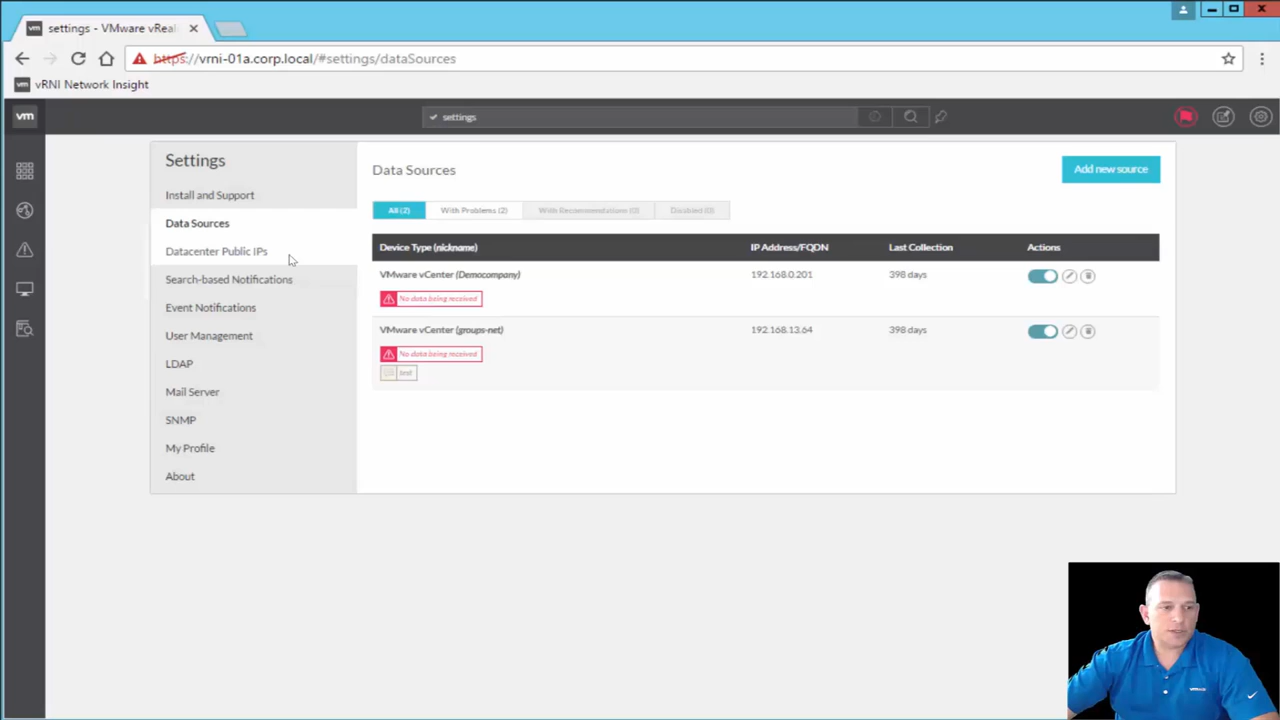 settings - VMware vReal
https://vrni-01a.corp.local/#settings/dataSources
vm vRNI Network Insight
vm
settings
Settings
Install and Support
Data Sources
Datacenter Public IPs
Search-based Notifications
Event Notifications
User Management
LDAP
Mail Server
SNMP
My Profile
About
Data Sources
Add new source
All (2) With Problems (2) With Recommendations (0) Disabled (0)
Device Type (nickname) IP Address/FQDN Last Collection Actions
VMware vCenter (Democompany) 192.168.0.201 398 days
No data being received
VMware vCenter (groups-net) 192.168.13.64 398 days
No data being received
test
vmware